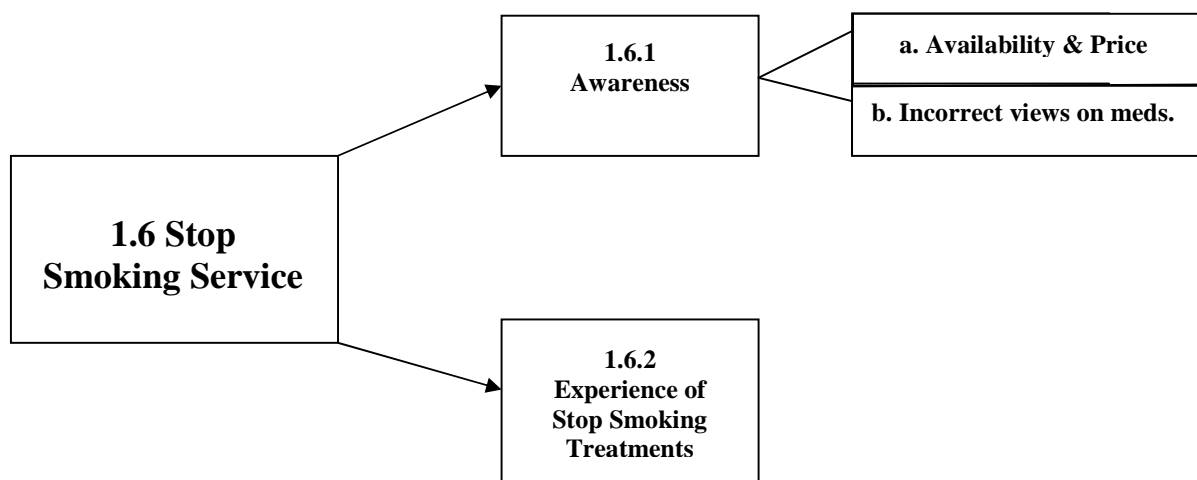 1.6 Stop
Smoking Service
1.6.1
Awareness
a. Availability & Price
b. Incorrect views on meds.
1.6.2
Experience of
Stop Smoking
Treatments